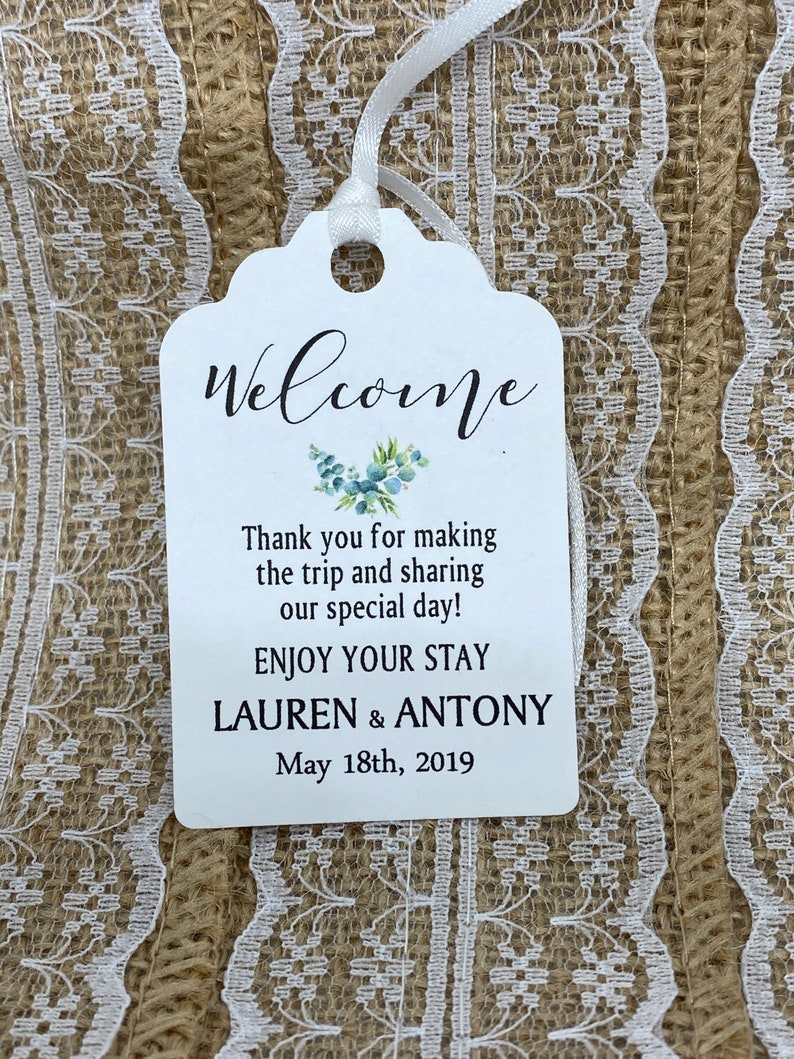 Welcome
Thank you for making
the trip and sharing
our special day!
ENJOY YOUR STAY
LAUREN & ANTONY
May 18th, 2019